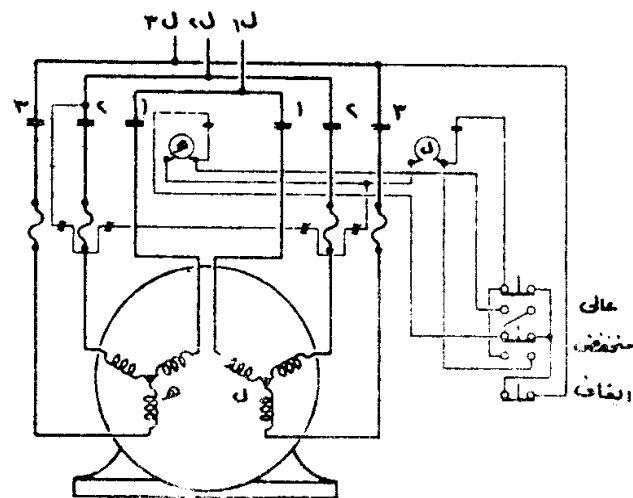 ل٣ ل٢ ل١
٣ ٢ ١ ١ ٢ ٣
ه ل
عالى
منخفض
ايقاف
ه ل